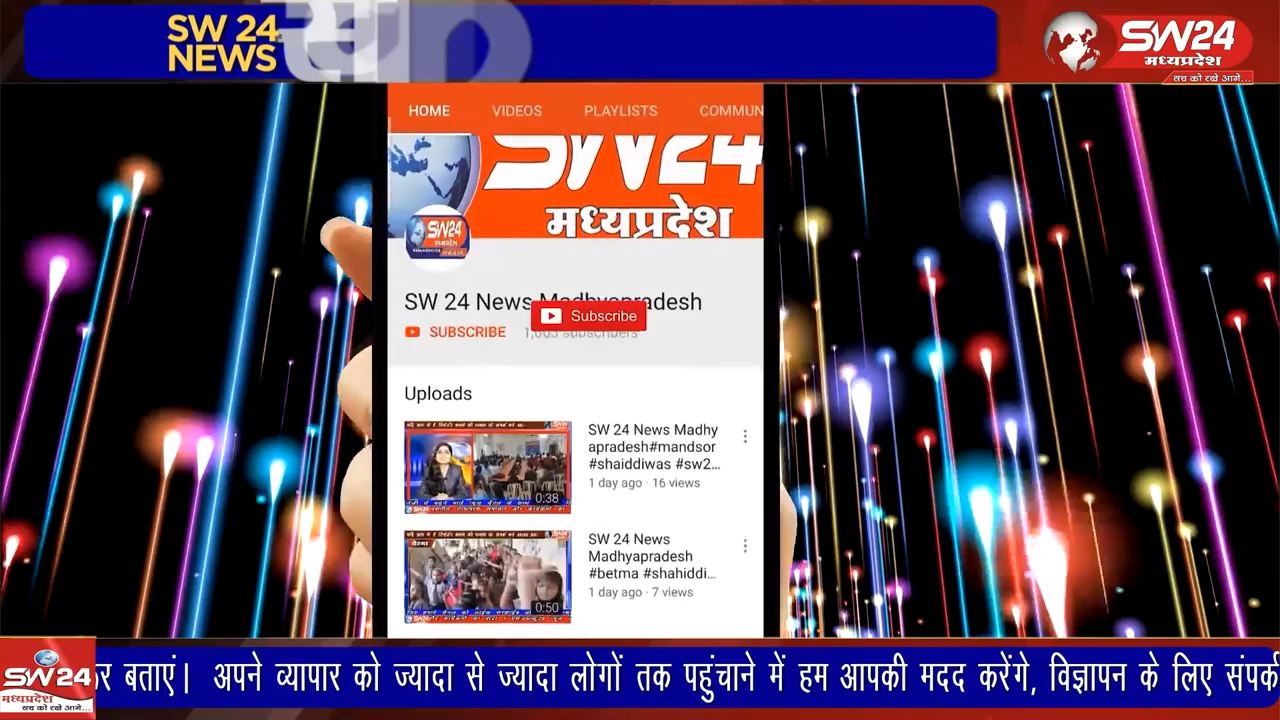 SW 24
NEWS
SW24
मध्यप्रदेश
सच को रखे आगे...
HOME VIDEOS PLAYLISTS COMMUN
SW24
मध्यप्रदेश
SW24
SW 24 News Madhyapradesh
SUBSCRIBE
Subscribe
subscribers
Uploads
SW 24 News Madhy
apradesh#mandsor
#shaiddiwas #sw2...
1 day ago · 16 views
0:38
SW 24 News
Madhyapradesh
#betma #shahiddi...
1 day ago · 7 views
0:50
बताएं। अपने व्यापार को ज्यादा से ज्यादा लोगों तक पहुंचाने में हम आपकी मदद करेंगे, विज्ञापन के लिए संपर्क
SW24
मध्यप्रदेश
सच को रखे आगे...